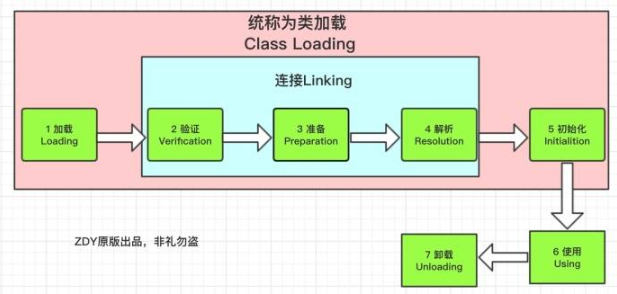 统称为类加载
Class Loading
连接Linking
1 加载
Loading
2 验证
Verification
3 准备
Preparation
4 解析
Resolution
5 初始化
Initialition
ZDY原版出品，非礼勿盗
7 卸载
Unloading
6 使用
Using